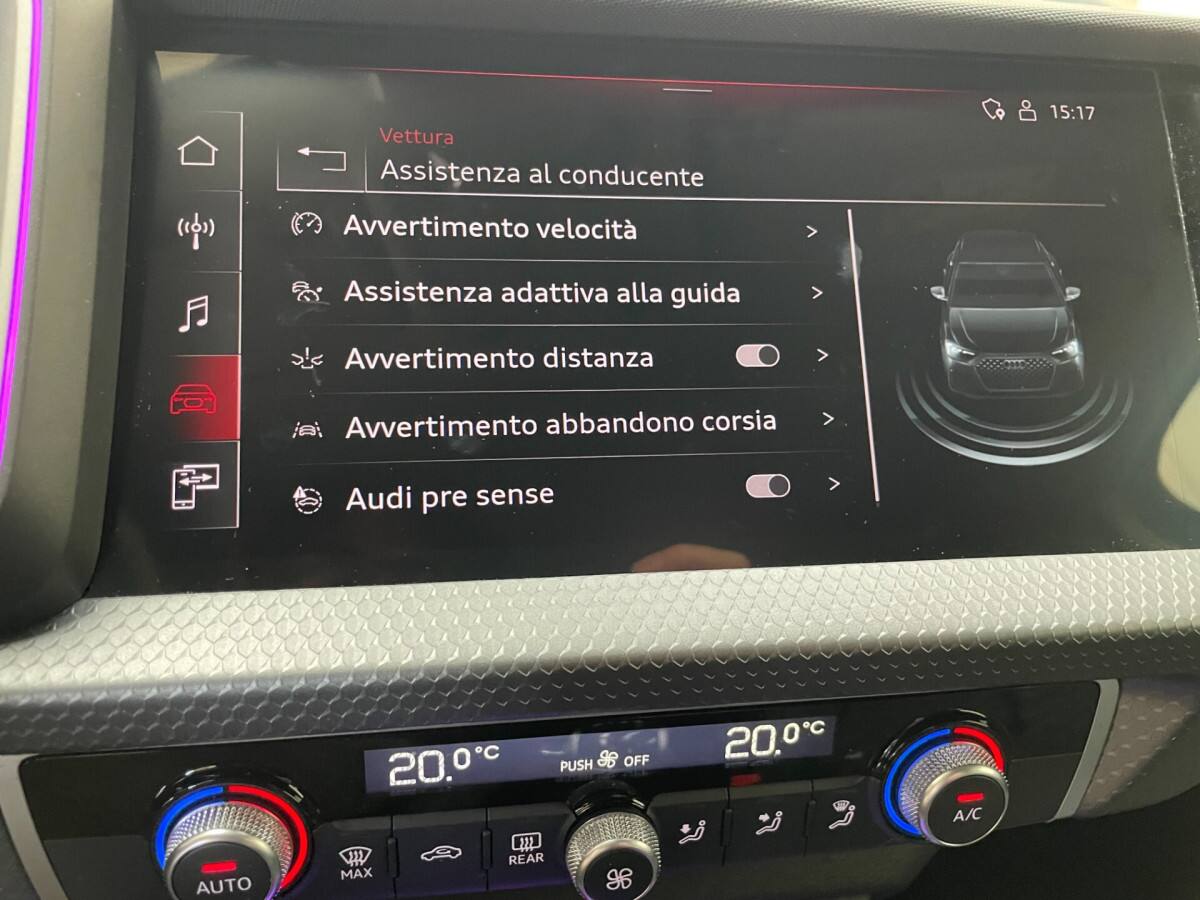 15:17
Vettura
Assistenza al conducente
Avvertimento velocità
Assistenza adattiva alla guida
Avvertimento distanza
Avvertimento abbandono corsia
Audi pre sense
20.0°C
PUSH OFF
20.0°C
AUTO
MAX
REAR
A/C